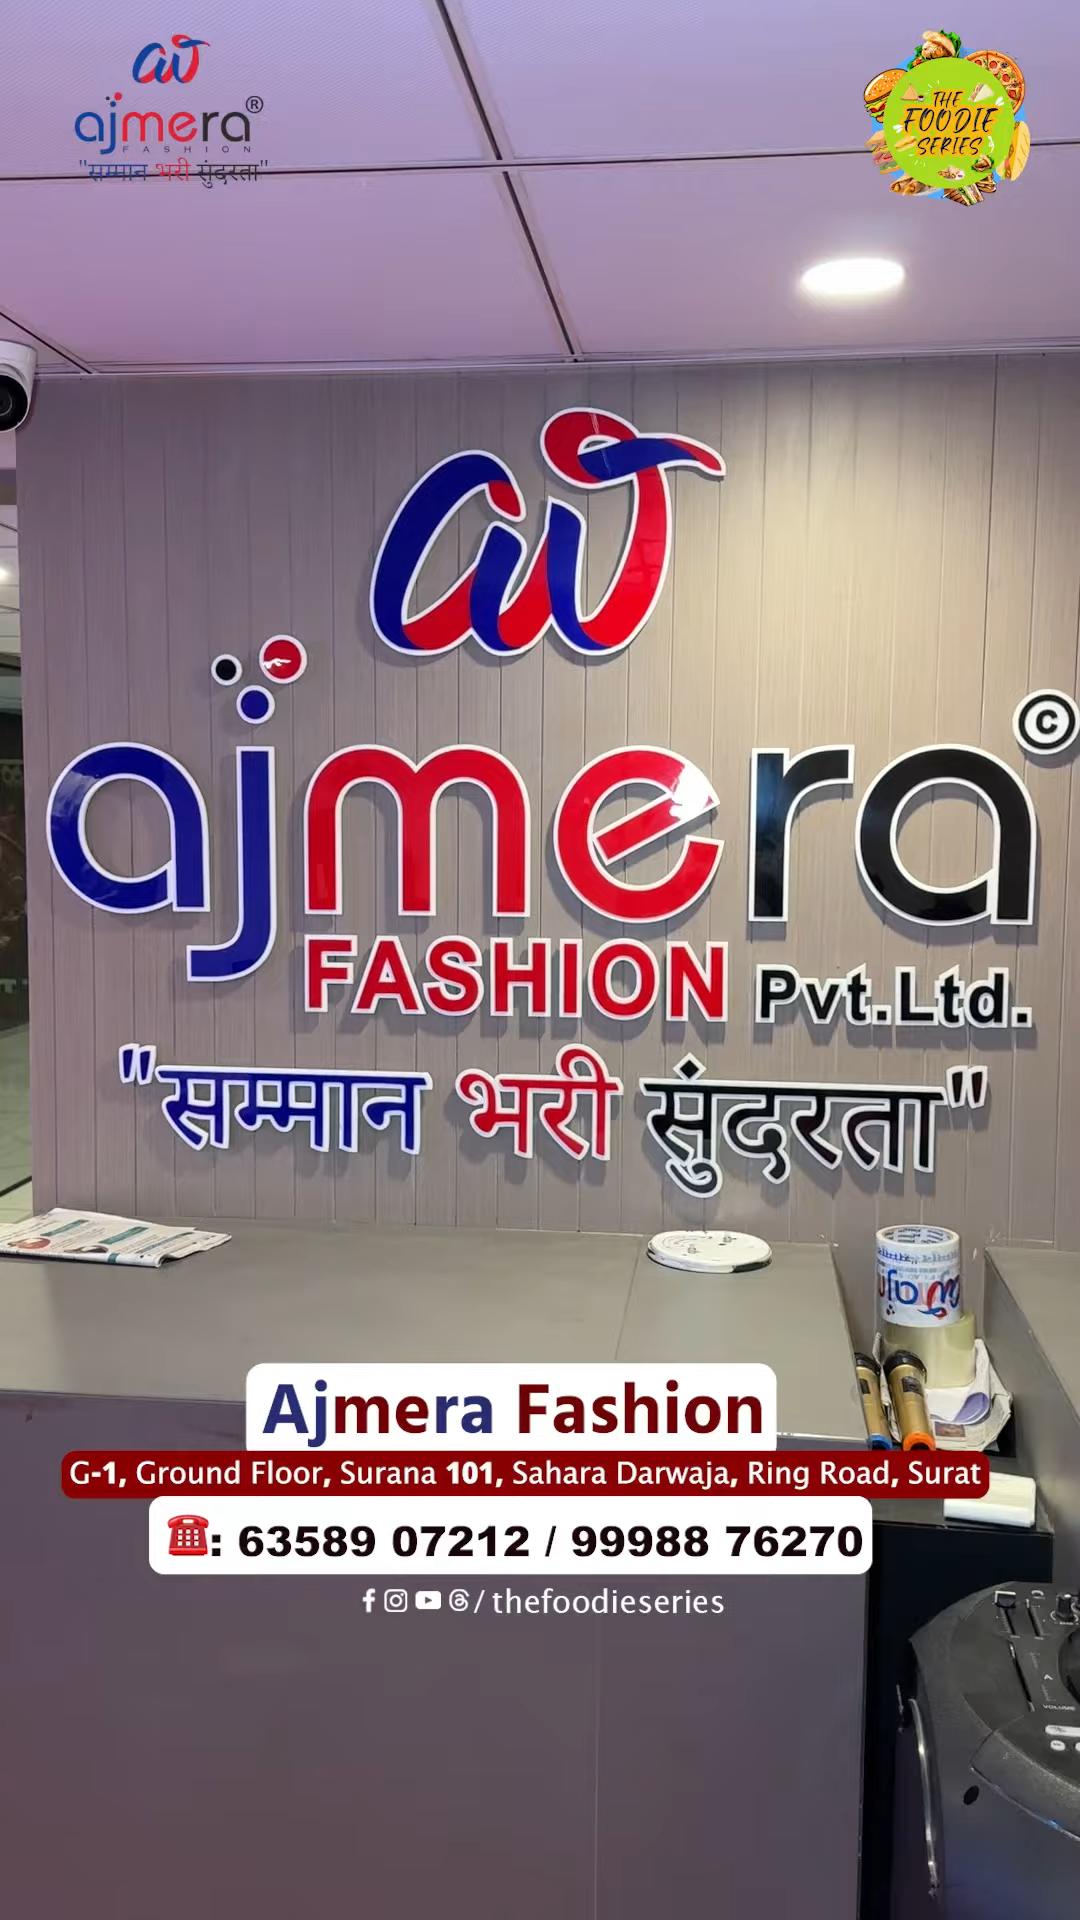 ajmera®
FASHION
"सम्मान भरी सुंदरता"
THE
FOODIE
SERIES
ajmera©
FASHION Pvt.Ltd.
"सम्मान भरी सुंदरता"
Ajmera Fashion
G-1, Ground Floor, Surana 101, Sahara Darwaja, Ring Road, Surat
: 63589 07212 / 99988 76270
/ thefoodieseries
VOLUME